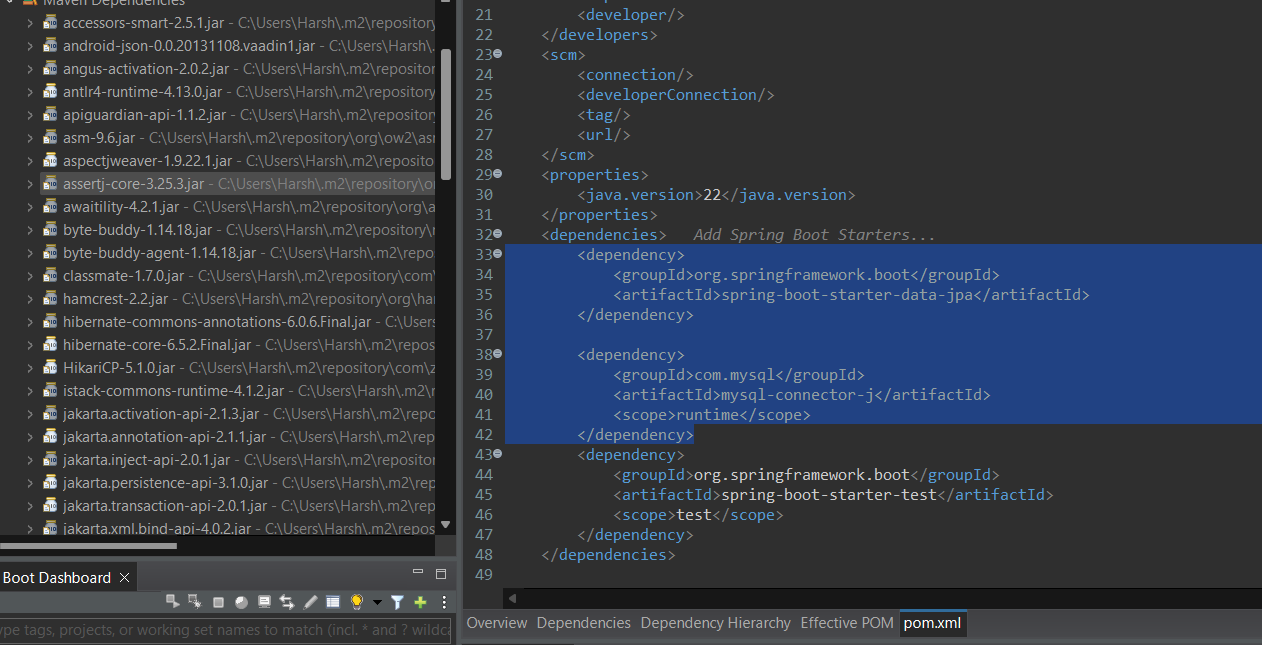 Maven Dependencies
accessors-smart-2.5.1.jar - C:\Users\Harsh\.m2\repository
android-json-0.0.20131108.vaadin1.jar - C:\Users\Harsh\.
angus-activation-2.0.2.jar - C:\Users\Harsh\.m2\repositor
antlr4-runtime-4.13.0.jar - C:\Users\Harsh\.m2\repository
apiguardian-api-1.1.2.jar - C:\Users\Harsh\.m2\repository
asm-9.6.jar - C:\Users\Harsh\.m2\repository\org\ow2\asm
aspectjweaver-1.9.22.1.jar - C:\Users\Harsh\.m2\reposito
assertj-core-3.25.3.jar - C:\Users\Harsh\.m2\repository\o
awaitility-4.2.1.jar - C:\Users\Harsh\.m2\repository\org\a
byte-buddy-1.14.18.jar - C:\Users\Harsh\.m2\repository\
byte-buddy-agent-1.14.18.jar - C:\Users\Harsh\.m2\repo
classmate-1.7.0.jar - C:\Users\Harsh\.m2\repository\com\
hamcrest-2.2.jar - C:\Users\Harsh\.m2\repository\org\ha
hibernate-commons-annotations-6.0.6.Final.jar - C:\Users
hibernate-core-6.5.2.Final.jar - C:\Users\Harsh\.m2\repos
HikariCP-5.1.0.jar - C:\Users\Harsh\.m2\repository\com\z
istack-commons-runtime-4.1.2.jar - C:\Users\Harsh\.m2\
jakarta.activation-api-2.1.3.jar - C:\Users\Harsh\.m2\repo
jakarta.annotation-api-2.1.1.jar - C:\Users\Harsh\.m2\rep
jakarta.inject-api-2.0.1.jar - C:\Users\Harsh\.m2\reposito
jakarta.persistence-api-3.1.0.jar - C:\Users\Harsh\.m2\rep
jakarta.transaction-api-2.0.1.jar - C:\Users\Harsh\.m2\rep
jakarta.xml.bind-api-4.0.2.jar - C:\Users\Harsh\.m2\repos
Boot Dashboard
ype tags, projects, or working set names to match (incl. * and ? wildca
21 <developer/>
22 </developers>
23 <scm>
24 <connection/>
25 <developerConnection/>
26 <tag/>
27 <url/>
28 </scm>
29 <properties>
30 <java.version>22</java.version>
31 </properties>
32 <dependencies> Add Spring Boot Starters...
33 <dependency>
34 <groupId>org.springframework.boot</groupId>
35 <artifactId>spring-boot-starter-data-jpa</artifactId>
36 </dependency>
37
38 <dependency>
39 <groupId>com.mysql</groupId>
40 <artifactId>mysql-connector-j</artifactId>
41 <scope>runtime</scope>
42 </dependency>
43 <dependency>
44 <groupId>org.springframework.boot</groupId>
45 <artifactId>spring-boot-starter-test</artifactId>
46 <scope>test</scope>
47 </dependency>
48 </dependencies>
49
Overview Dependencies Dependency Hierarchy Effective POM pom.xml